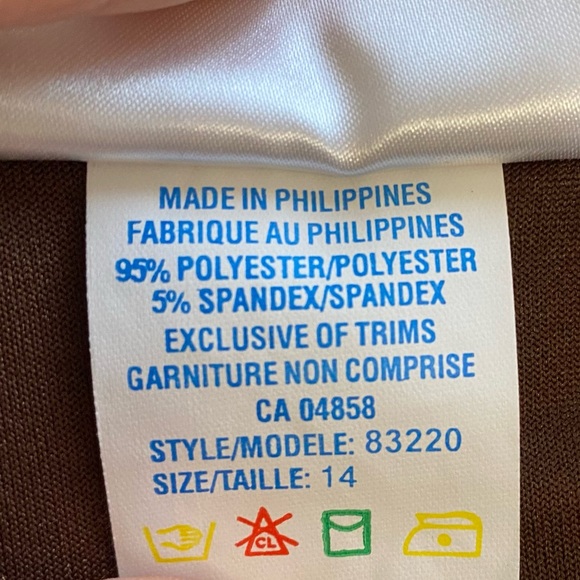 MADE IN PHILIPPINES
FABRIQUE AU PHILIPPINES
95% POLYESTER/POLYESTER
5% SPANDEX/SPANDEX
EXCLUSIVE OF TRIMS
GARNITURE NON COMPRISE
CA 04858
STYLE/MODELE: 83220
SIZE/TAILLE: 14
CL